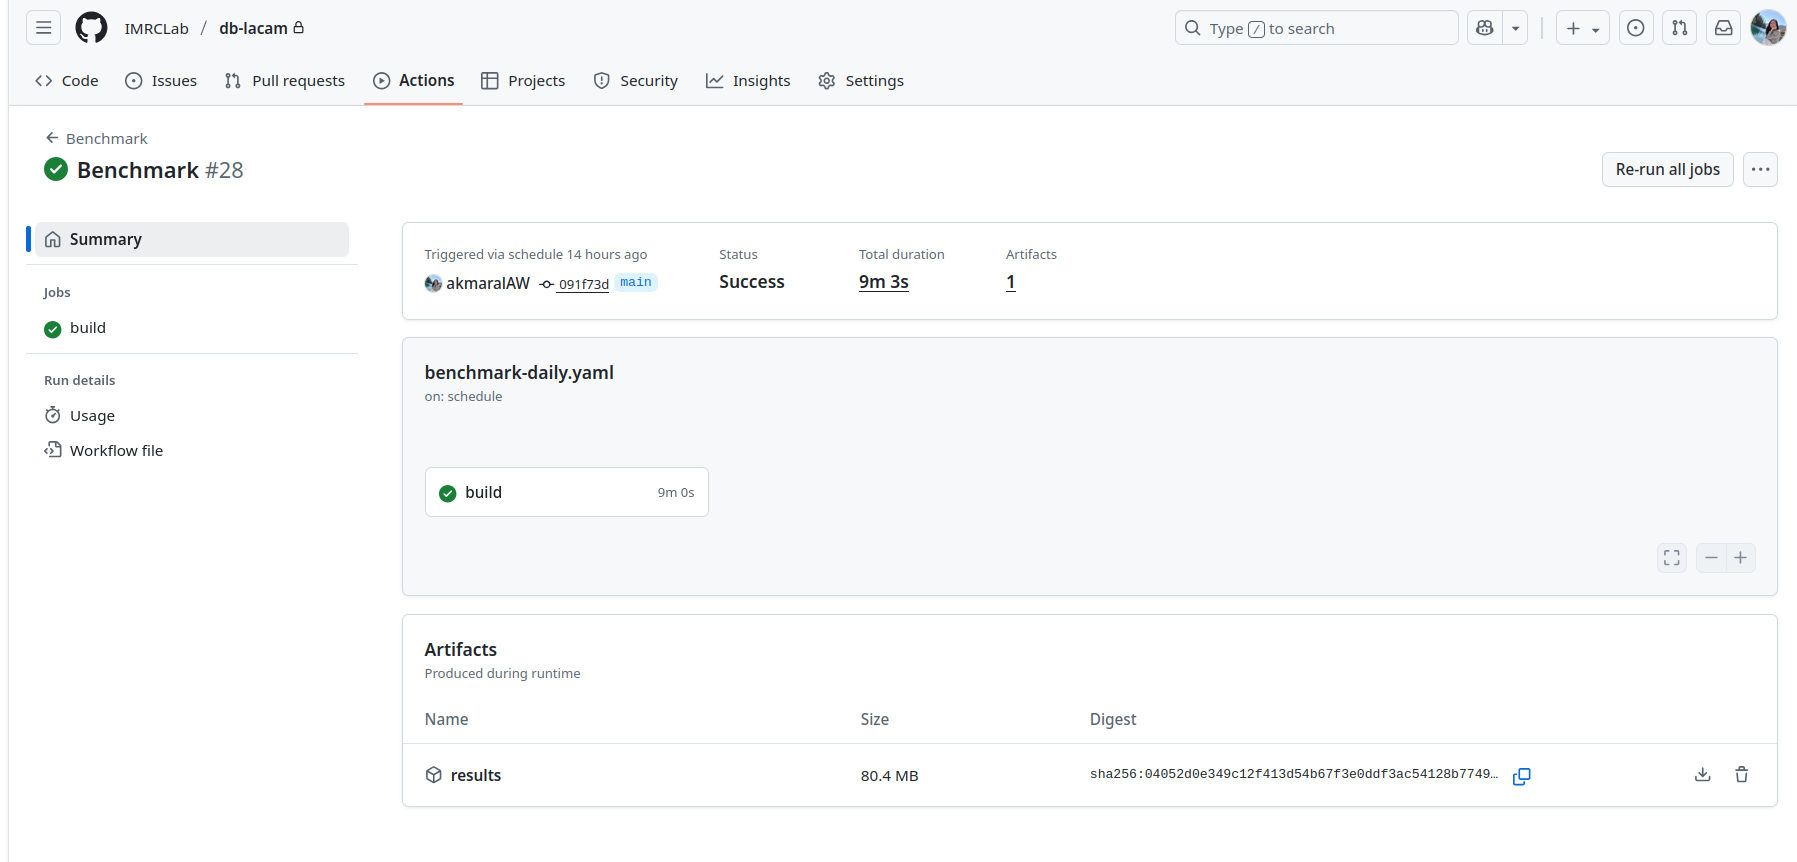 IMRCLab / db-lacam
Type / to search
Code
Issues
Pull requests
Actions
Projects
Security
Insights
Settings
Benchmark
Benchmark #28
Re-run all jobs
Summary
Jobs
build
Run details
Usage
Workflow file
Triggered via schedule 14 hours ago
akmaralAW 091f73d main
Status
Success
Total duration
9m 3s
Artifacts
1
benchmark-daily.yaml
on: schedule
build 9m 0s
Artifacts
Produced during runtime
Name Size Digest
results 80.4 MB sha256:04052d0e349c12f413d54b67f3e0ddf3ac54128b7749…